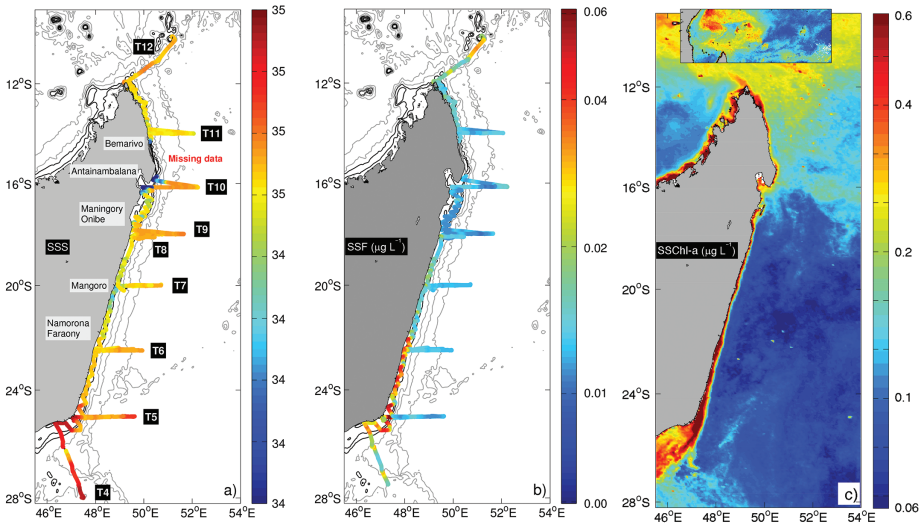 T12
12°S
T11
Bemarivo
Missing data
Antainambalana
16°S
T10
Maningory
Onibe
T9
SSS
T8
20°S
Mangoro
T7
Namorona
Faraony
T6
24°S
T5
T4
28°S
a)
46°E
48°E
50°E
52°E
54°E
35
35
35
35
35
34
34
34
34
34
12°S
16°S
SSF (µg L⁻¹)
20°S
24°S
28°S
b)
46°E
48°E
50°E
52°E
54°E
0.06
0.04
0.02
0.01
0.00
12°S
16°S
SSChl-a (µg L⁻¹)
20°S
24°S
28°S
c)
46°E
48°E
50°E
52°E
54°E
0.6
0.4
0.2
0.1
0.06